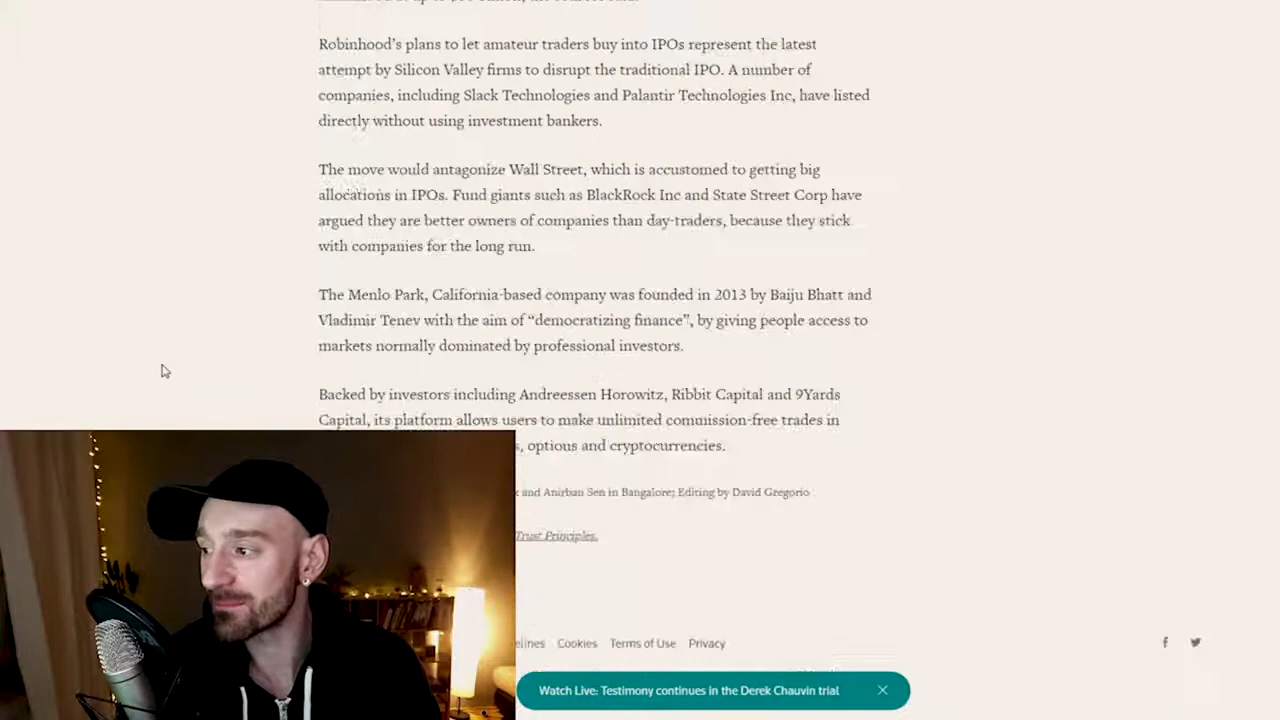 Robinhood's plans to let amateur traders buy into IPOs represent the latest
attempt by Silicon Valley firms to disrupt the traditional IPO. A number of
companies, including Slack Technologies and Palantir Technologies Inc, have listed
directly without using investment bankers.
The move would antagonize Wall Street, which is accustomed to getting big
allocations in IPOs. Fund giants such as BlackRock Inc and State Street Corp have
argued they are better owners of companies than day-traders, because they stick
with companies for the long run.
The Menlo Park, California-based company was founded in 2013 by Baiju Bhatt and
Vladimir Tenev with the aim of “democratizing finance”, by giving people access to
markets normally dominated by professional investors.
Backed by investors including Andreessen Horowitz, Ribbit Capital and 9Yards
Capital, its platform allows users to make unlimited commission-free trades in
, options and cryptocurrencies.
and Anirban Sen in Bangalore; Editing by David Gregorio
Trust Principles.
Cookies Terms of Use Privacy
Watch Live: Testimony continues in the Derek Chauvin trial